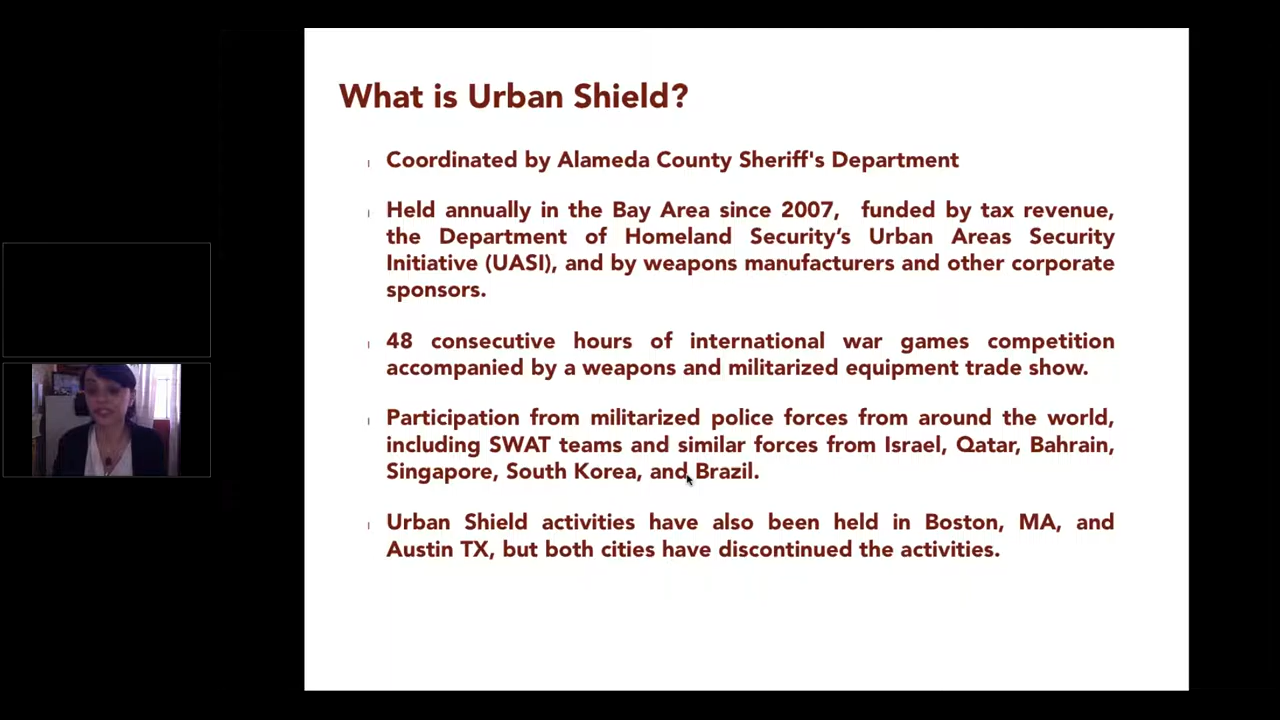 What is Urban Shield?
Coordinated by Alameda County Sheriff's Department
Held annually in the Bay Area since 2007, funded by tax revenue,
the Department of Homeland Security’s Urban Areas Security
Initiative (UASI), and by weapons manufacturers and other corporate
sponsors.
48 consecutive hours of international war games competition
accompanied by a weapons and militarized equipment trade show.
Participation from militarized police forces from around the world,
including SWAT teams and similar forces from Israel, Qatar, Bahrain,
Singapore, South Korea, and Brazil.
Urban Shield activities have also been held in Boston, MA, and
Austin TX, but both cities have discontinued the activities.